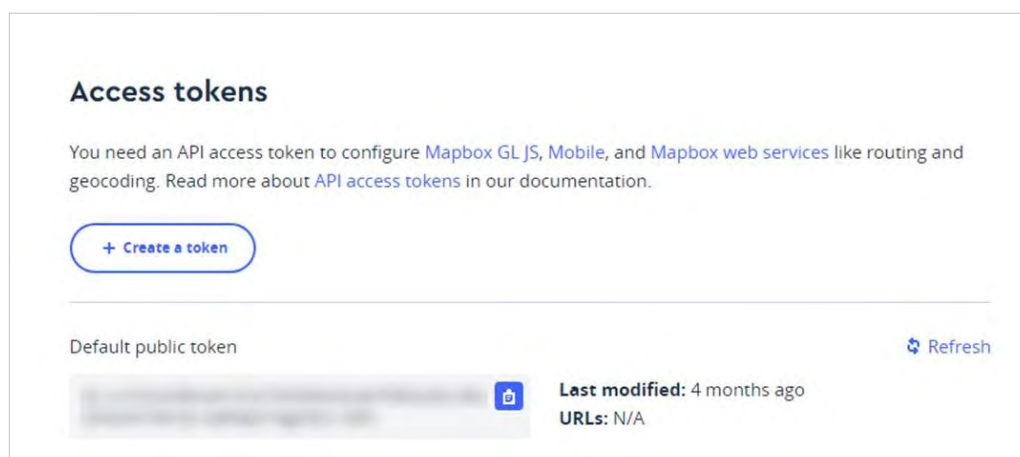 Access tokens
You need an API access token to configure Mapbox GL JS, Mobile, and Mapbox web services like routing and
geocoding. Read more about API access tokens in our documentation.
+ Create a token
Default public token
Refresh
Last modified: 4 months ago
URLs: N/A